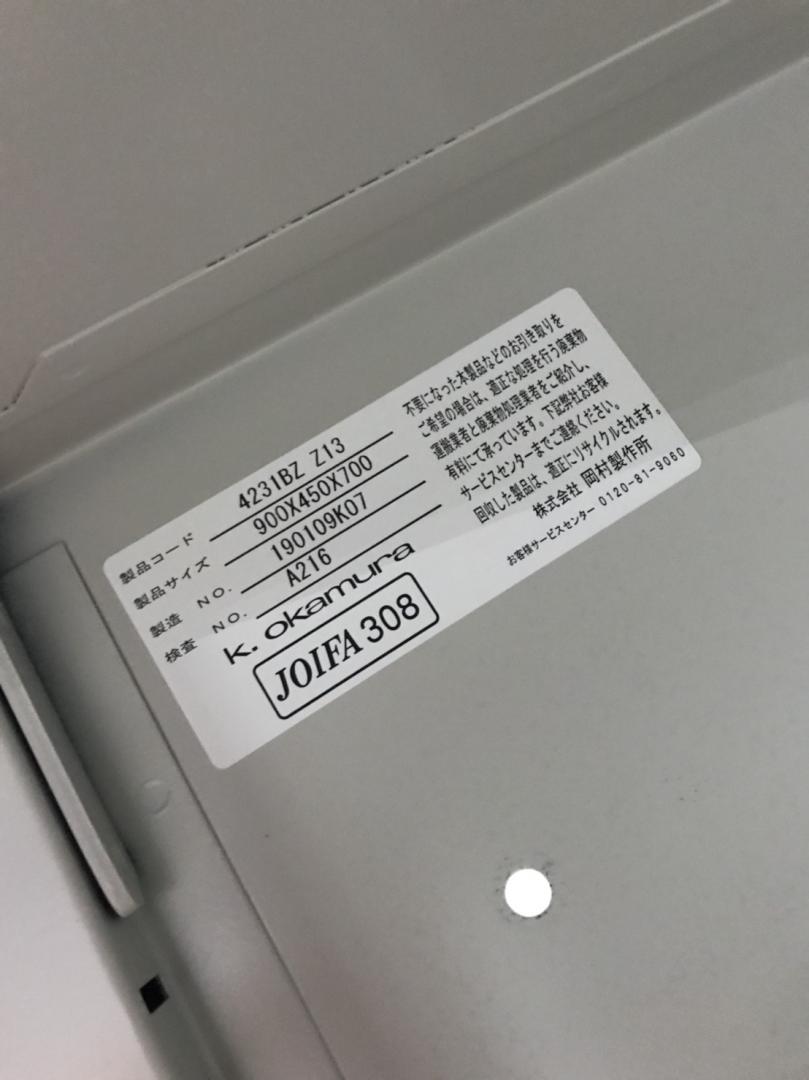 製品コード 4231BZ Z13
製品サイズ 900X450X700
製造 NO. 190109K07
検査 NO. A216
k. okamura
JOIFA 308
不要になった本製品などのお引き取りを
ご希望の場合は、適正な処理を行う廃棄物
運搬業者と廃棄物処理業者をご紹介し、
有料にて承っています。下記弊社お客様
サービスセンターまでご連絡ください。
回収した製品は、適正にリサイクルされます。
株式会社 岡村製作所
お客様サービスセンター 0120-81-9060